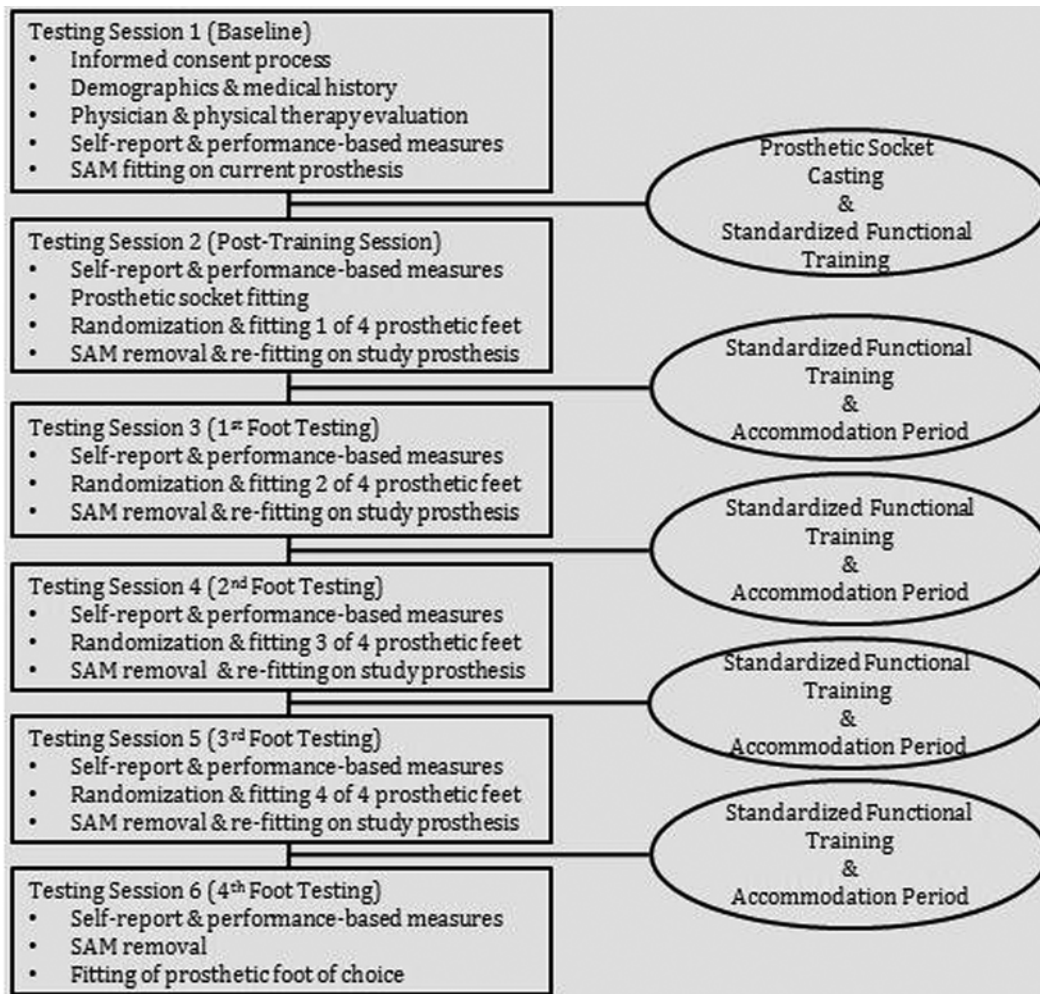 Testing Session 1 (Baseline)
• Informed consent process
• Demographics & medical history
• Physician & physical therapy evaluation
• Self-report & performance-based measures
• SAM fitting on current prosthesis
Prosthetic Socket
Casting
&
Standardized Functional
Training
Testing Session 2 (Post-Training Session)
• Self-report & performance-based measures
• Prosthetic socket fitting
• Randomization & fitting 1 of 4 prosthetic feet
• SAM removal & re-fitting on study prosthesis
Standardized Functional
Training
&
Accommodation Period
Testing Session 3 (1st Foot Testing)
• Self-report & performance-based measures
• Randomization & fitting 2 of 4 prosthetic feet
• SAM removal & re-fitting on study prosthesis
Standardized Functional
Training
&
Accommodation Period
Testing Session 4 (2nd Foot Testing)
• Self-report & performance-based measures
• Randomization & fitting 3 of 4 prosthetic feet
• SAM removal & re-fitting on study prosthesis
Standardized Functional
Training
&
Accommodation Period
Testing Session 5 (3rd Foot Testing)
• Self-report & performance-based measures
• Randomization & fitting 4 of 4 prosthetic feet
• SAM removal & re-fitting on study prosthesis
Standardized Functional
Training
&
Accommodation Period
Testing Session 6 (4th Foot Testing)
• Self-report & performance-based measures
• SAM removal
• Fitting of prosthetic foot of choice